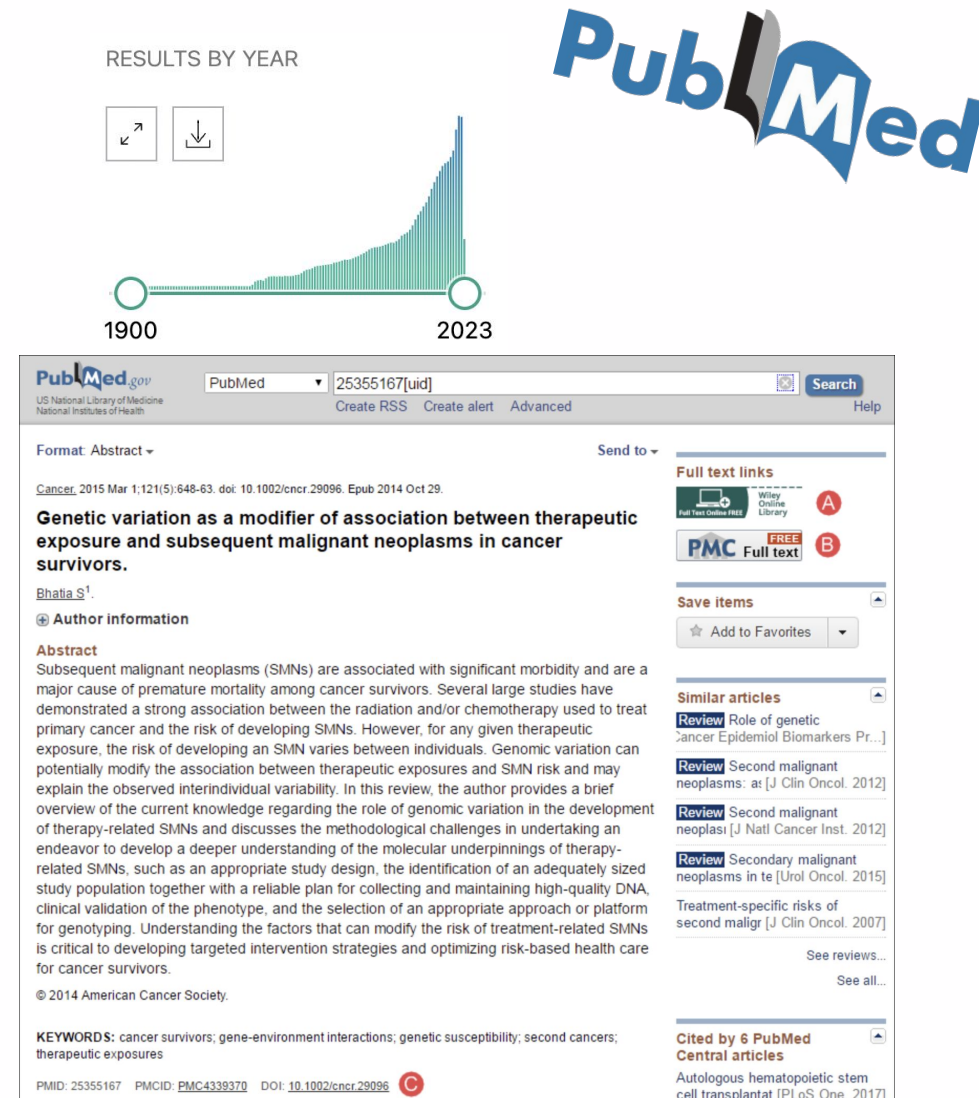 RESULTS BY YEAR
PubMed
1900
2023
PubMed.gov
US National Library of Medicine
National Institutes of Health
PubMed
25355167[uid]
Search
Create RSS Create alert Advanced
Help
Format: Abstract
Send to
Cancer. 2015 Mar 1;121(5):648-63. doi: 10.1002/cncr.29096. Epub 2014 Oct 29.
Genetic variation as a modifier of association between therapeutic
exposure and subsequent malignant neoplasms in cancer
survivors.
Bhatia S1.
Author information
Abstract
Subsequent malignant neoplasms (SMNs) are associated with significant morbidity and are a
major cause of premature mortality among cancer survivors. Several large studies have
demonstrated a strong association between the radiation and/or chemotherapy used to treat
primary cancer and the risk of developing SMNs. However, for any given therapeutic
exposure, the risk of developing an SMN varies between individuals. Genomic variation can
potentially modify the association between therapeutic exposures and SMN risk and may
explain the observed interindividual variability. In this review, the author provides a brief
overview of the current knowledge regarding the role of genomic variation in the development
of therapy-related SMNs and discusses the methodological challenges in undertaking an
endeavor to develop a deeper understanding of the molecular underpinnings of therapy-
related SMNs, such as an appropriate study design, the identification of an adequately sized
study population together with a reliable plan for collecting and maintaining high-quality DNA,
clinical validation of the phenotype, and the selection of an appropriate approach or platform
for genotyping. Understanding the factors that can modify the risk of treatment-related SMNs
is critical to developing targeted intervention strategies and optimizing risk-based health care
for cancer survivors.
© 2014 American Cancer Society.
KEYWORDS: cancer survivors; gene-environment interactions; genetic susceptibility; second cancers;
therapeutic exposures
PMID: 25355167 PMCID: PMC4339370 DOI: 10.1002/cncr.29096 C
Full text links
Full Text Online FREE
Wiley
Online
Library
A
PMC FREE
Full text
B
Save items
Add to Favorites
Similar articles
Review Role of genetic
Cancer Epidemiol Biomarkers Pr...]
Review Second malignant
neoplasms: as [J Clin Oncol. 2012]
Review Second malignant
neoplas [J Natl Cancer Inst. 2012]
Review Secondary malignant
neoplasms in te [Urol Oncol. 2015]
Treatment-specific risks of
second malign [J Clin Oncol. 2007]
See reviews...
See all...
Cited by 6 PubMed
Central articles
Autologous hematopoietic stem
cell transplantat [PLoS One. 2017]